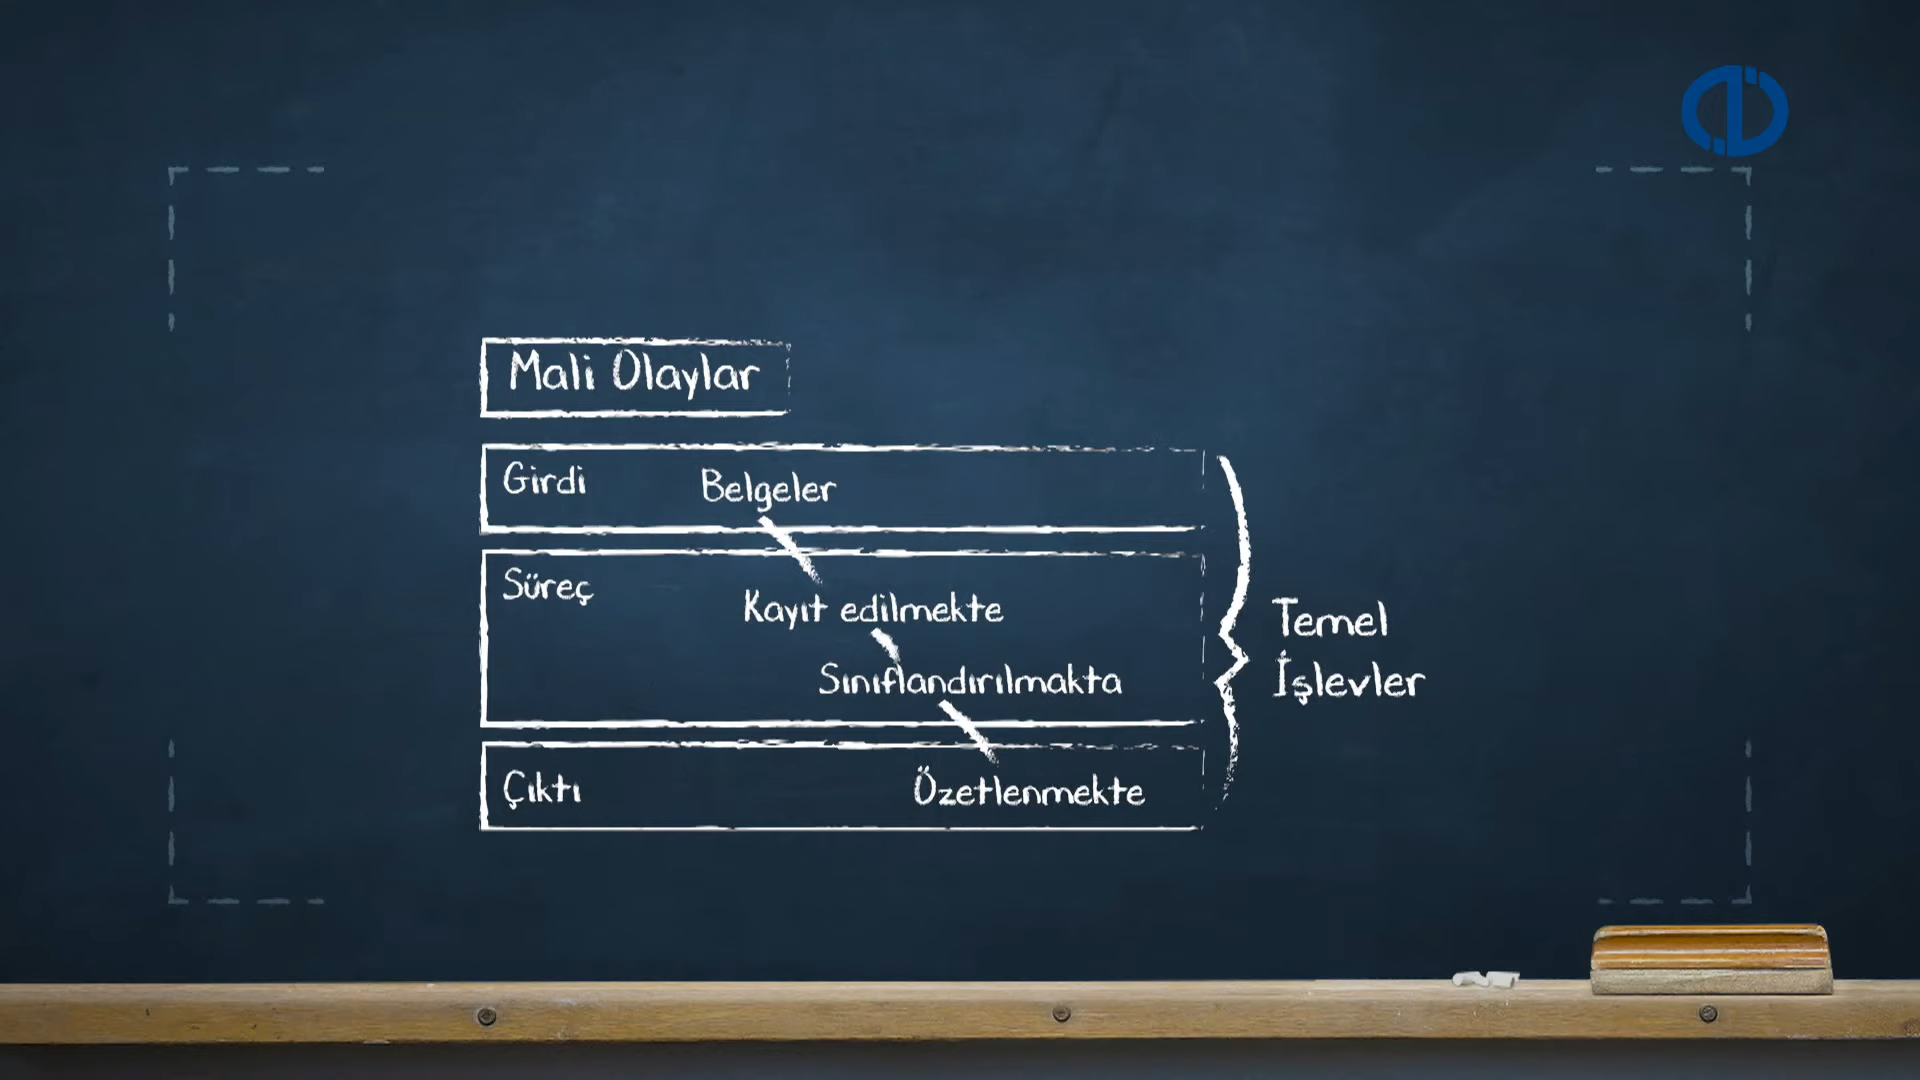 Mali Olaylar
Girdi
Belgeler
Süreç
Kayıt edilmekte
Sınıflandırılmakta
Çıktı
Özetlenmekte
Temel
İşlevler